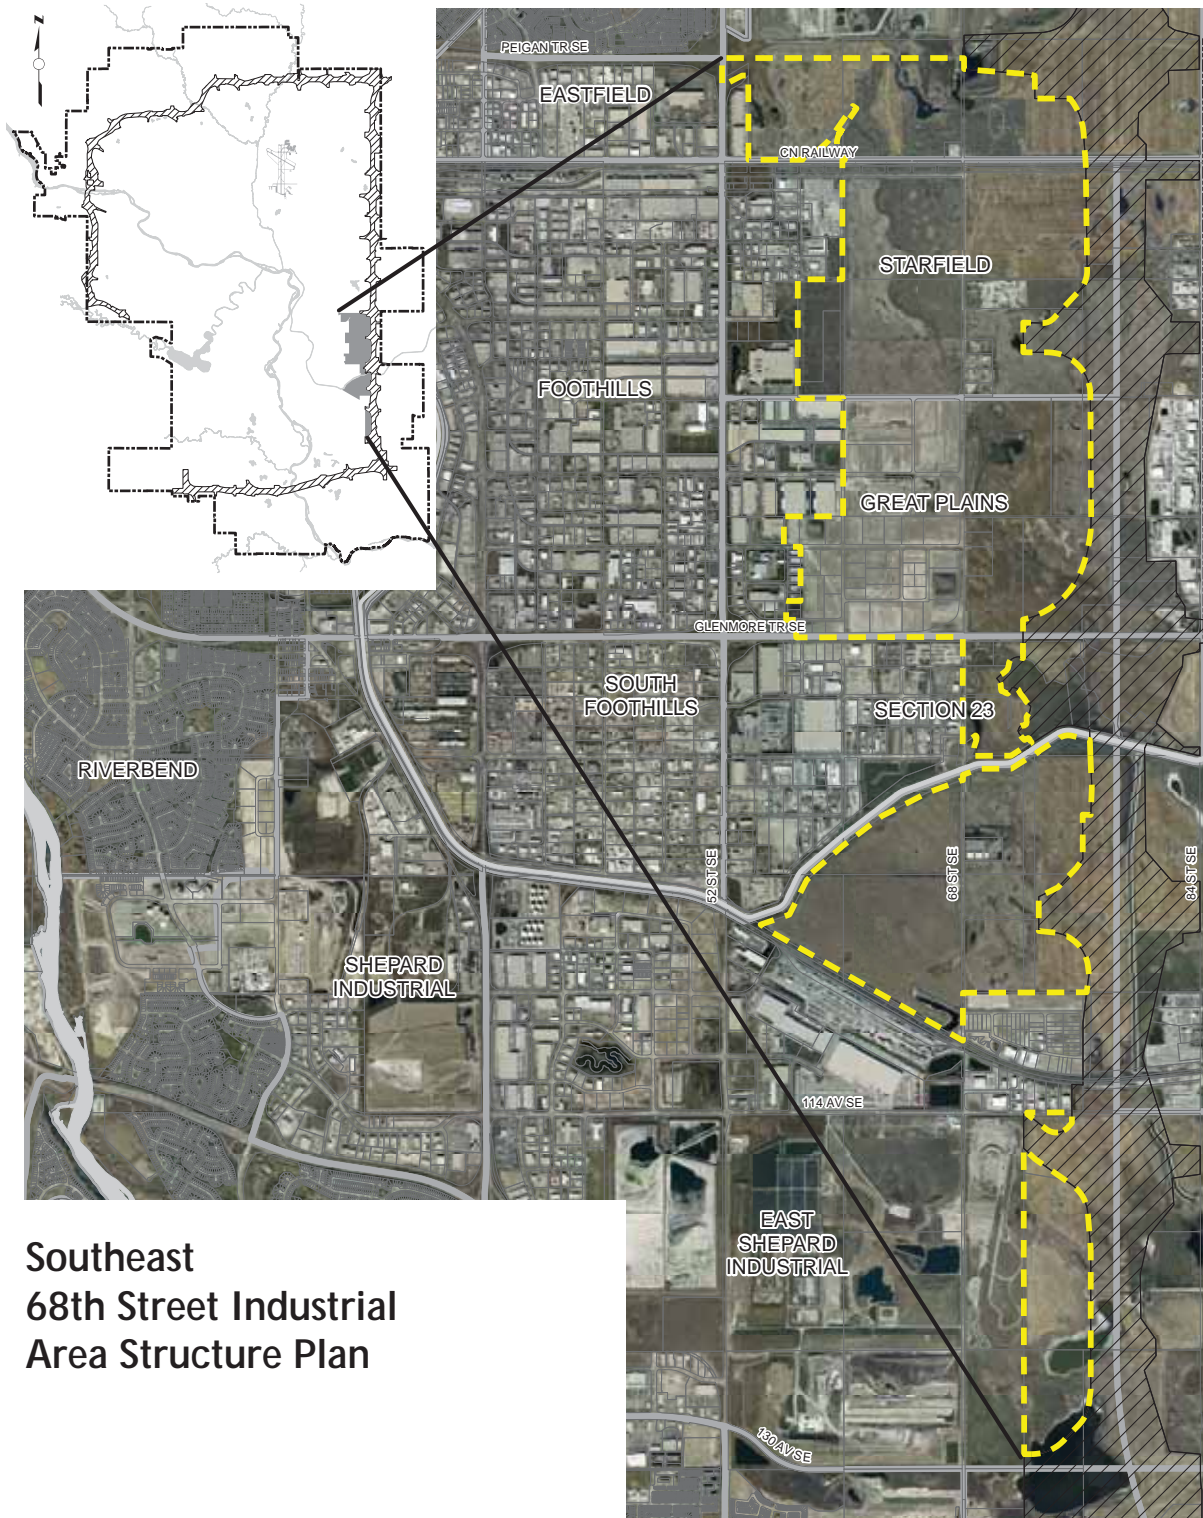 N
PEIGAN TR SE
EASTFIELD
CN RAILWAY
STARFIELD
FOOTHILLS
GREAT PLAINS
GLENMORE TR SE
SOUTH
FOOTHILLS
SECTION 23
RIVERBEND
52 ST SE
68 ST SE
84 ST SE
SHEPARD
INDUSTRIAL
114 AV SE
EAST
SHEPARD
INDUSTRIAL
130 AV SE
Southeast
68th Street Industrial
Area Structure Plan